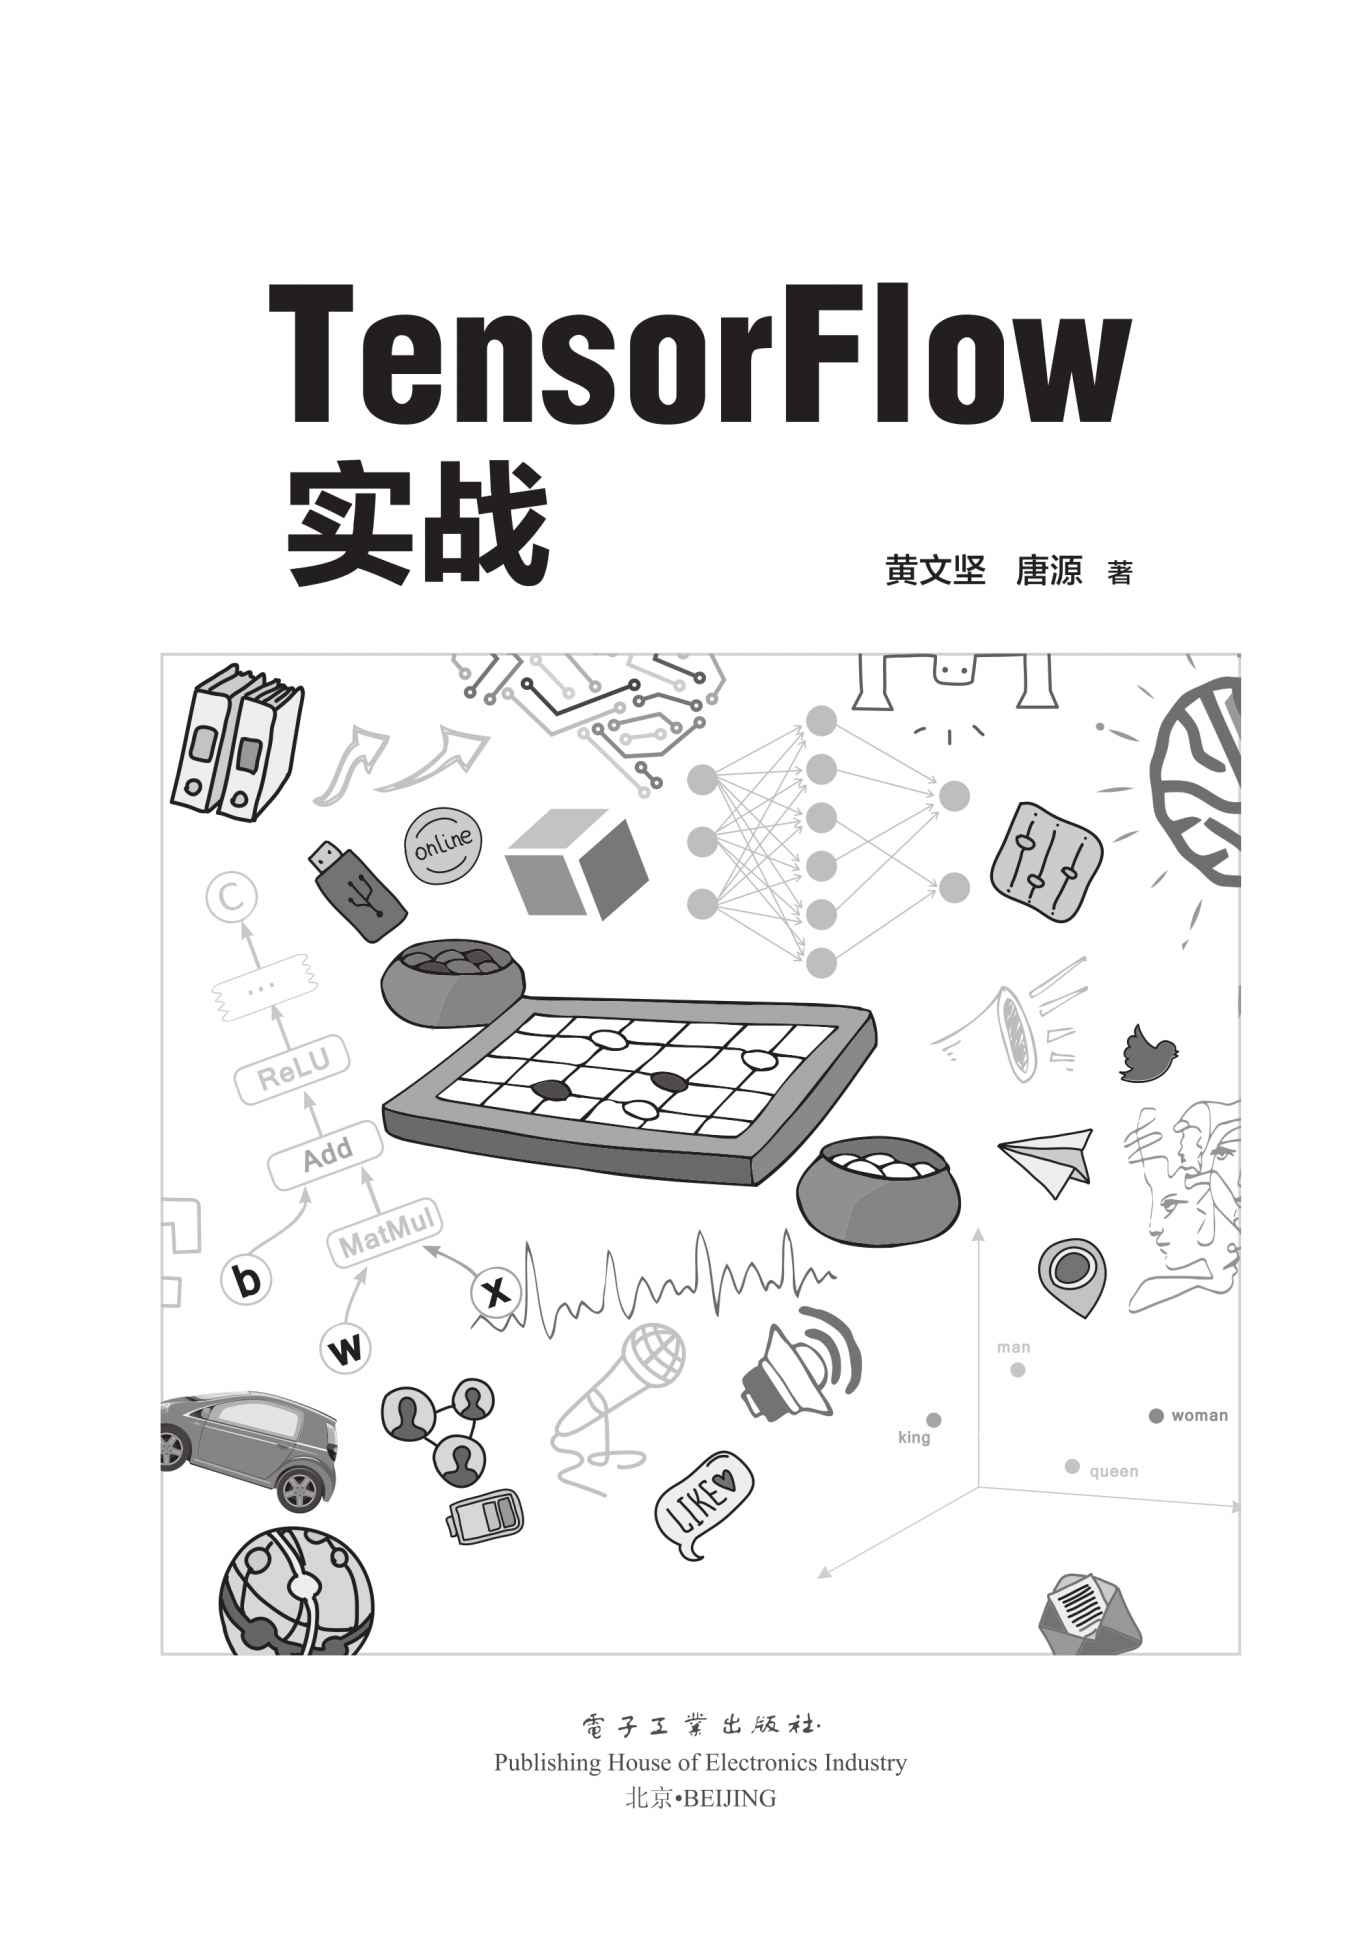 TensorFlow
实战
黄文坚 唐源 著
online
C
...
ReLU
Add
MatMul
b
x
w
man
woman
king
queen
LIKE
電子工業出版社
Publishing House of Electronics Industry
北京•BEIJING